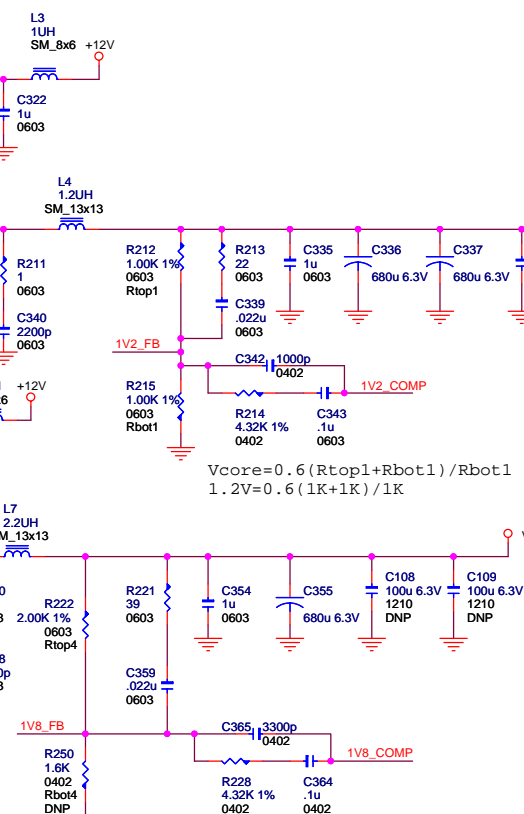 L3
1UH
SM_8x6 +12V
C322
1u
0603
L4
1.2UH
SM_13x13
R211
1
0603
C340
2200p
0603
R212
1.00K 1%
0603
Rtop1
R213
22
0603
C339
.022u
0603
C335
1u
0603
C336
680u 6.3V
C337
680u 6.3V
1V2_FB
C342 1000p
0402
1V2_COMP
R214
4.32K 1%
0402
C343
.1u
0603
+12V
R215
1.00K 1%
0603
Rbot1
Vcore=0.6(Rtop1+Rbot1)/Rbot1
1.2V=0.6(1K+1K)/1K
L7
2.2UH
M_13x13
R222
2.00K 1%
0603
Rtop4
R221
39
0603
C359
.022u
0603
C354
1u
0603
C355
680u 6.3V
C108
100u 6.3V
1210
DNP
C109
100u 6.3V
1210
DNP
1V8_FB
C365 3300p
0402
1V8_COMP
R250
1.6K
0402
Rbot4
DNP
R228
4.32K 1%
0402
C364
.1u
0402